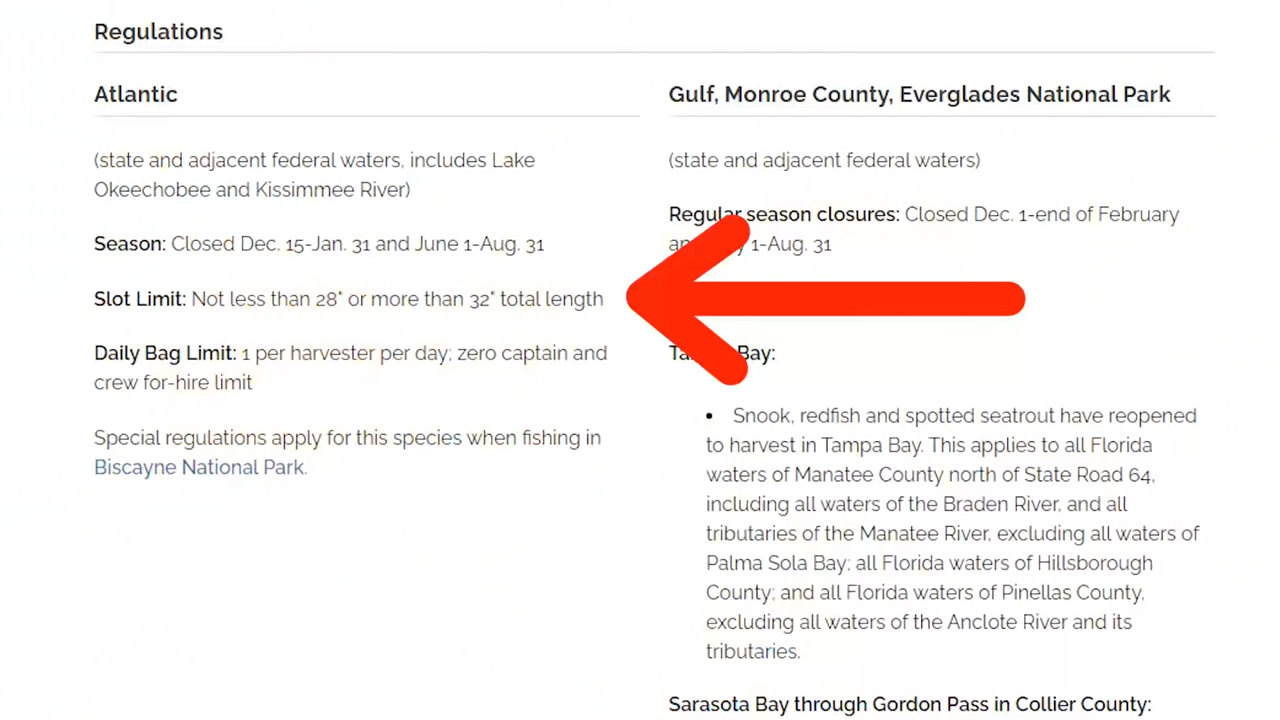 Regulations
Atlantic
(state and adjacent federal waters, includes Lake
Okeechobee and Kissimmee River)
Season: Closed Dec. 15-Jan. 31 and June 1-Aug. 31
Slot Limit: Not less than 28" or more than 32" total length
Daily Bag Limit: 1 per harvester per day; zero captain and
crew for-hire limit
Special regulations apply for this species when fishing in
Biscayne National Park.
Gulf, Monroe County, Everglades National Park
(state and adjacent federal waters)
Regular season closures: Closed Dec. 1-end of February
1-Aug. 31
Bay:
• Snook, redfish and spotted seatrout have reopened
to harvest in Tampa Bay. This applies to all Florida
waters of Manatee County north of State Road 64,
including all waters of the Braden River, and all
tributaries of the Manatee River, excluding all waters of
Palma Sola Bay; all Florida waters of Hillsborough
County; and all Florida waters of Pinellas County,
excluding all waters of the Anclote River and its
tributaries.
Sarasota Bay through Gordon Pass in Collier County: